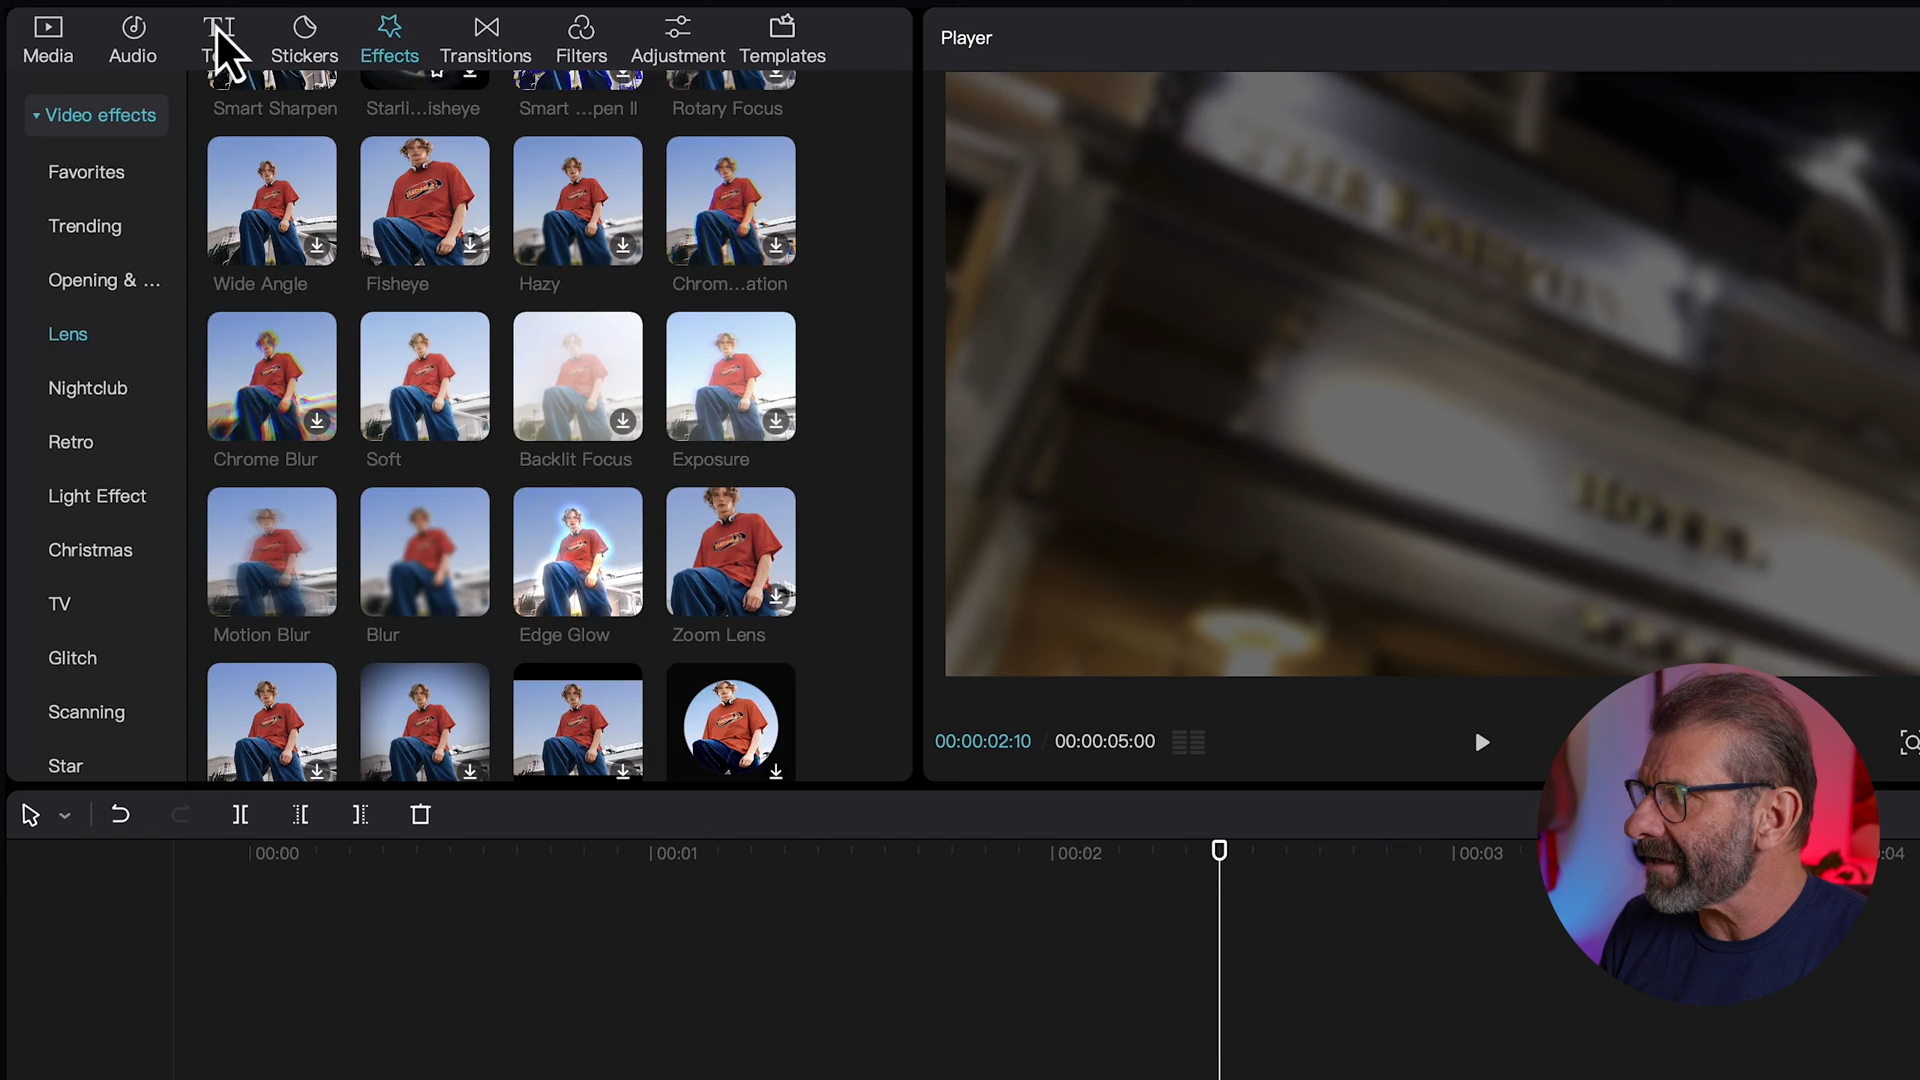 Media
Audio
Stickers
Effects
Transitions
Filters
Adjustment
Templates
Player
Video effects
Favorites
Trending
Opening & ...
Lens
Nightclub
Retro
Light Effect
Christmas
TV
Glitch
Scanning
Star
Smart Sharpen
Starli...isheye
Smart ...pen II
Rotary Focus
Wide Angle
Fisheye
Hazy
Chrom...ation
Chrome Blur
Soft
Backlit Focus
Exposure
Motion Blur
Blur
Edge Glow
Zoom Lens
HOTEL
00:00:02:10 / 00:00:05:00
00:00
00:01
00:02
00:03
:04